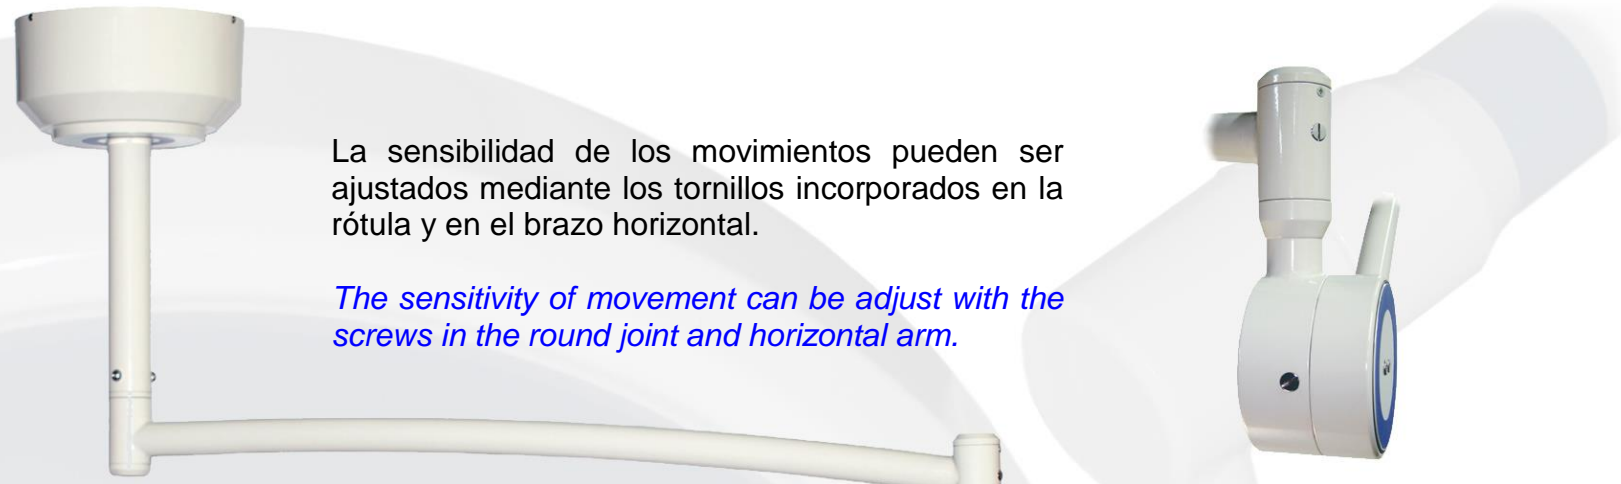 La sensibilidad de los movimientos pueden ser
ajustados mediante los tornillos incorporados en la
rótula y en el brazo horizontal.
The sensitivity of movement can be adjust with the
screws in the round joint and horizontal arm.